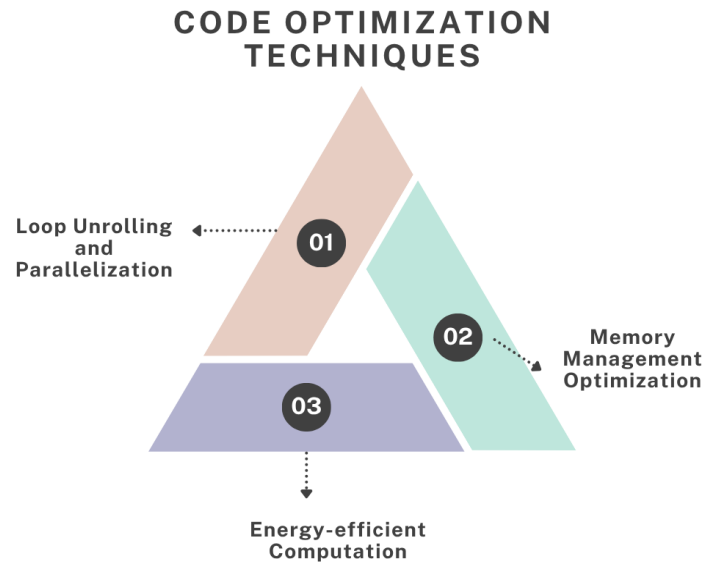 CODE OPTIMIZATION
TECHNIQUES
01
Loop Unrolling
and
Parallelization
02
Memory
Management
Optimization
03
Energy-efficient
Computation